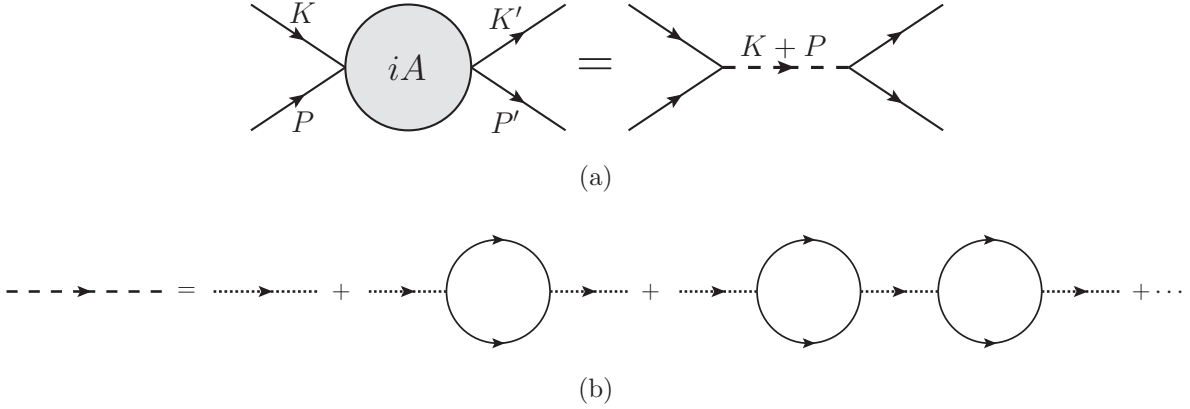 K K′ K + P
iA =
P P′
(a)
= + + + ···
(b)